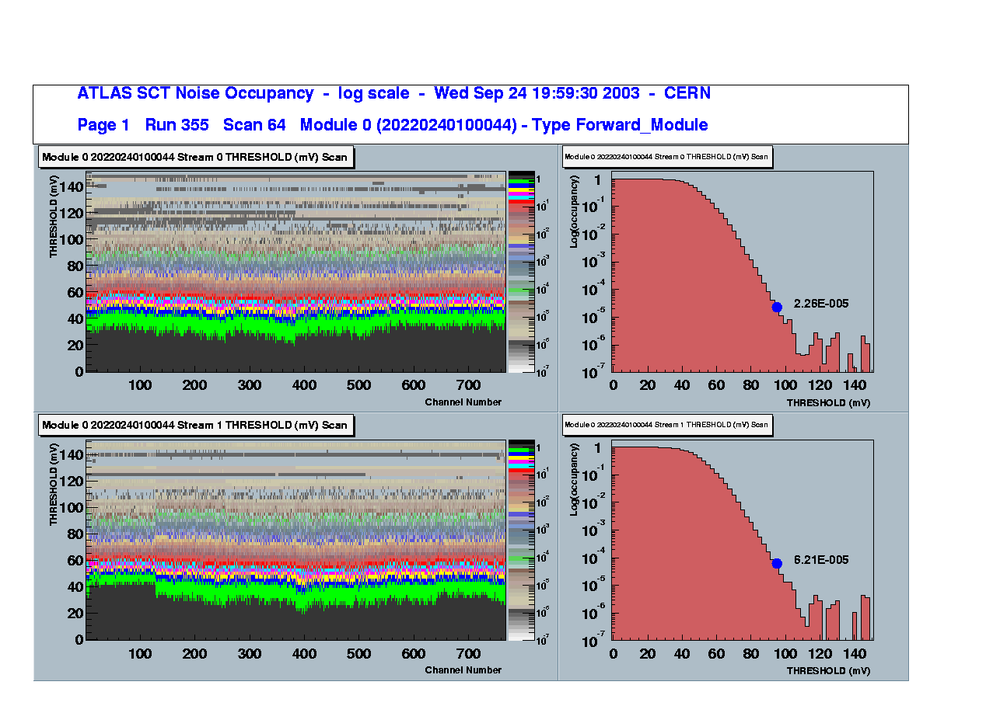 ATLAS SCT Noise Occupancy - log scale - Wed Sep 24 19:59:30 2003 - CERN
Page 1 Run 355 Scan 64 Module 0 (20220240100044) - Type Forward_Module
Module 0 20220240100044 Stream 0 THRESHOLD (mV) Scan
THRESHOLD (mV)
140
120
100
80
60
40
20
0
100 200 300 400 500 600 700
Channel Number
1
10-1
10-2
10-3
10-4
10-5
10-6
10-7
Module 0 20220240100044 Stream 0 THRESHOLD (mV) Scan
Log(occupancy)
1
10-1
10-2
10-3
10-4
10-5
10-6
10-7
2.26E-005
0 20 40 60 80 100 120 140
THRESHOLD (mV)
Module 0 20220240100044 Stream 1 THRESHOLD (mV) Scan
THRESHOLD (mV)
140
120
100
80
60
40
20
0
100 200 300 400 500 600 700
Channel Number
1
10-1
10-2
10-3
10-4
10-5
10-6
10-7
Module 0 20220240100044 Stream 1 THRESHOLD (mV) Scan
Log(occupancy)
1
10-1
10-2
10-3
10-4
10-5
10-6
10-7
6.21E-005
0 20 40 60 80 100 120 140
THRESHOLD (mV)